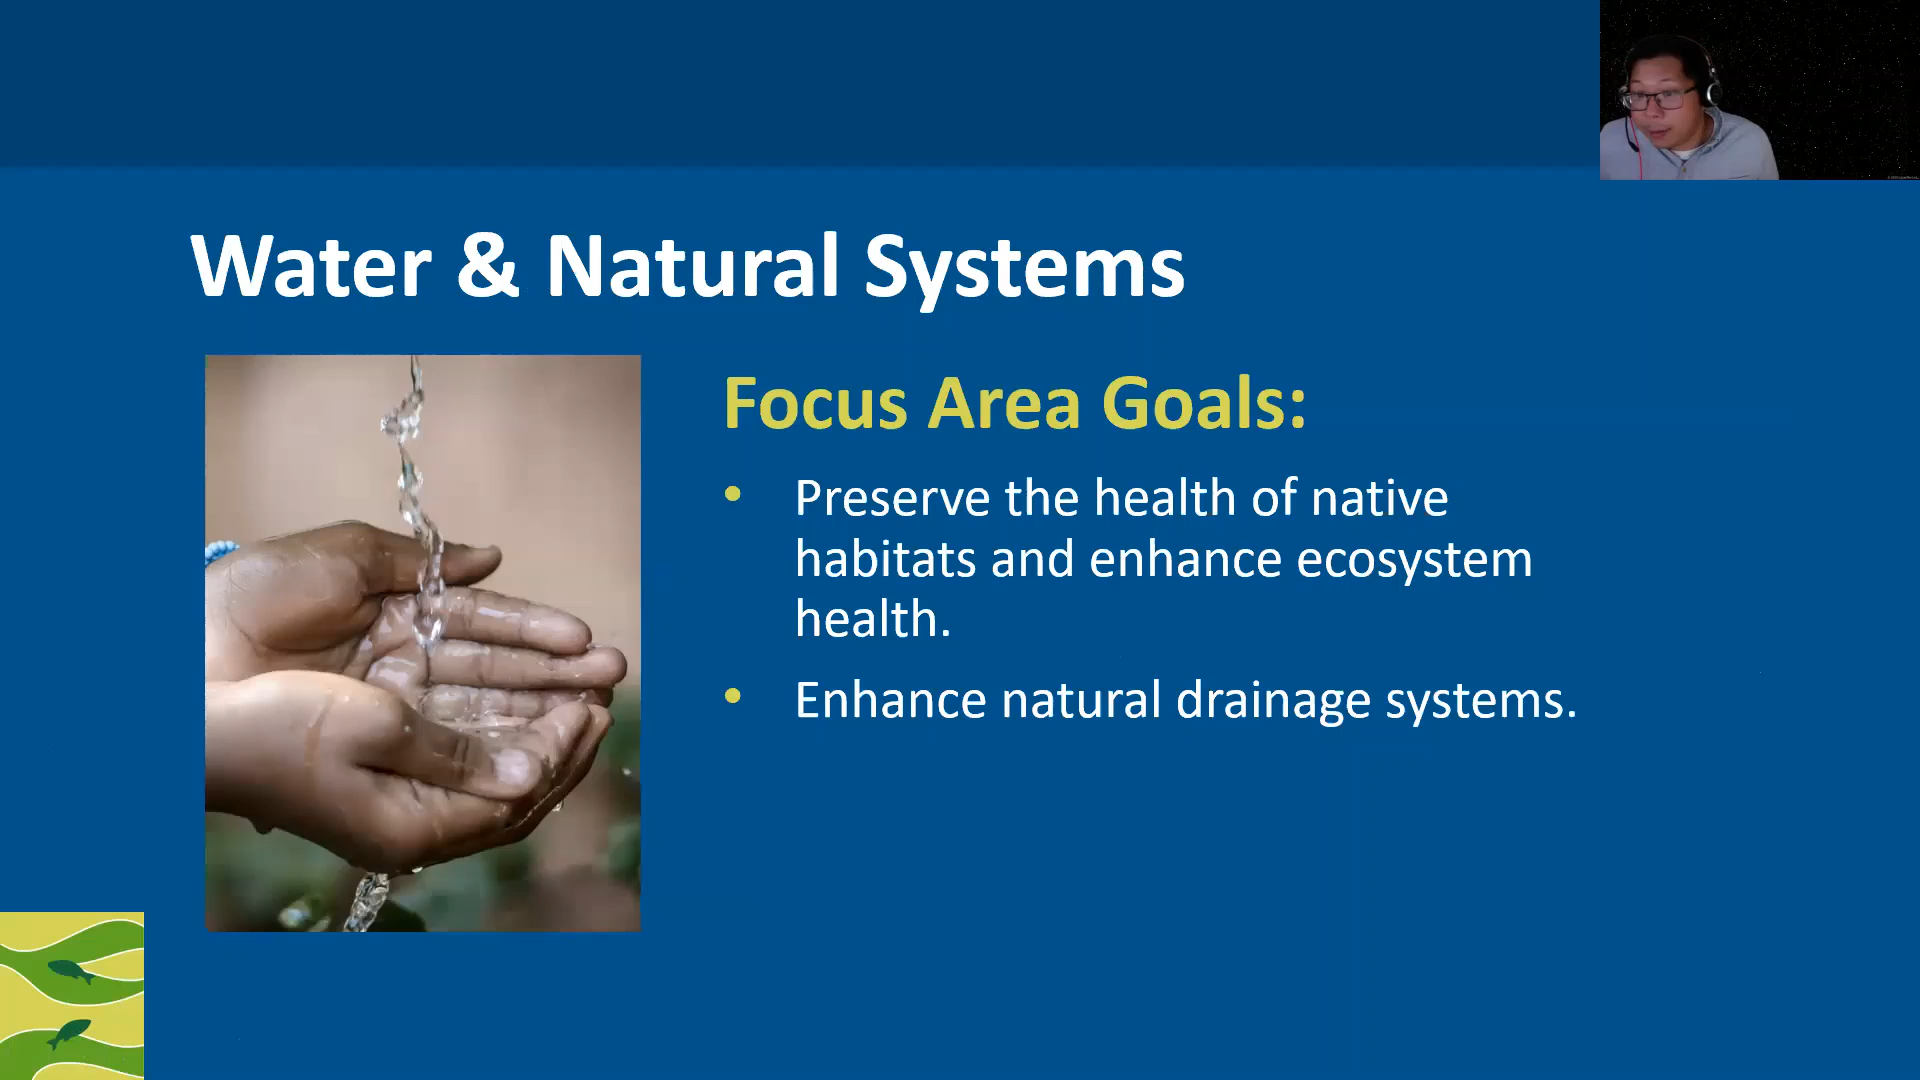 Water & Natural Systems
Focus Area Goals:
• Preserve the health of native
habitats and enhance ecosystem
health.
• Enhance natural drainage systems.